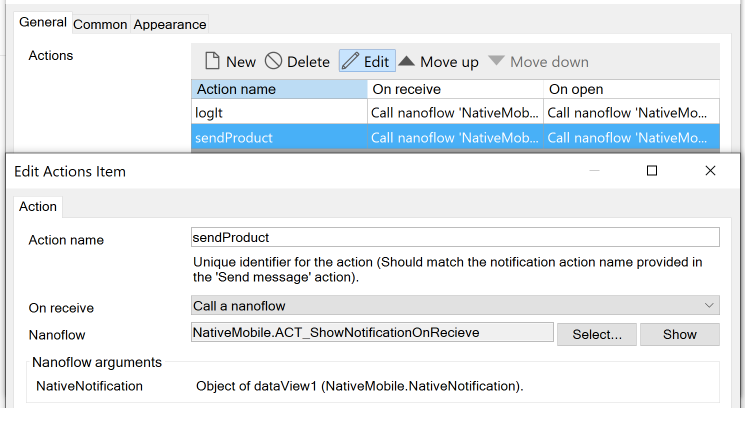 General Common Appearance
Actions
New Delete Edit Move up Move down
Action name On receive On open
logIt Call nanoflow 'NativeMob... Call nanoflow 'NativeMo...
sendProduct Call nanoflow 'NativeMob... Call nanoflow 'NativeMo...
Edit Actions Item
Action
Action name sendProduct
Unique identifier for the action (Should match the notification action name provided in
the 'Send message' action).
On receive Call a nanoflow
Nanoflow NativeMobile.ACT_ShowNotificationOnRecieve Select... Show
Nanoflow arguments
NativeNotification Object of dataView1 (NativeMobile.NativeNotification).